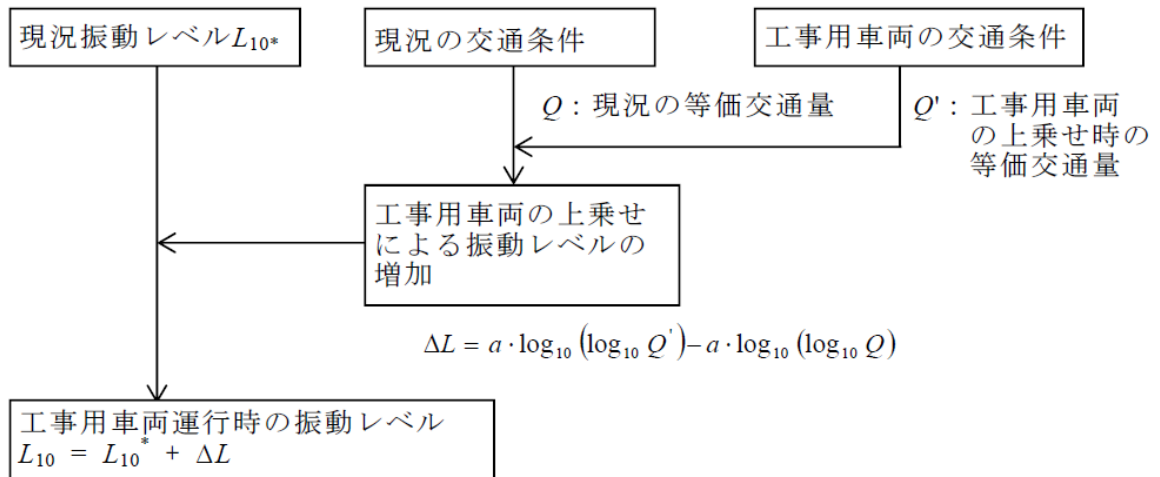 現況振動レベルL10*
現況の交通条件
工事用車両の交通条件
Q：現況の等価交通量
Q'：工事用車両
の上乗せ時の
等価交通量
工事用車両の上乗せ
による振動レベルの
増加
ΔL = a・log10 (log10 Q')−a・log10 (log10 Q)
工事用車両運行時の振動レベル
L10 = L10* + ΔL